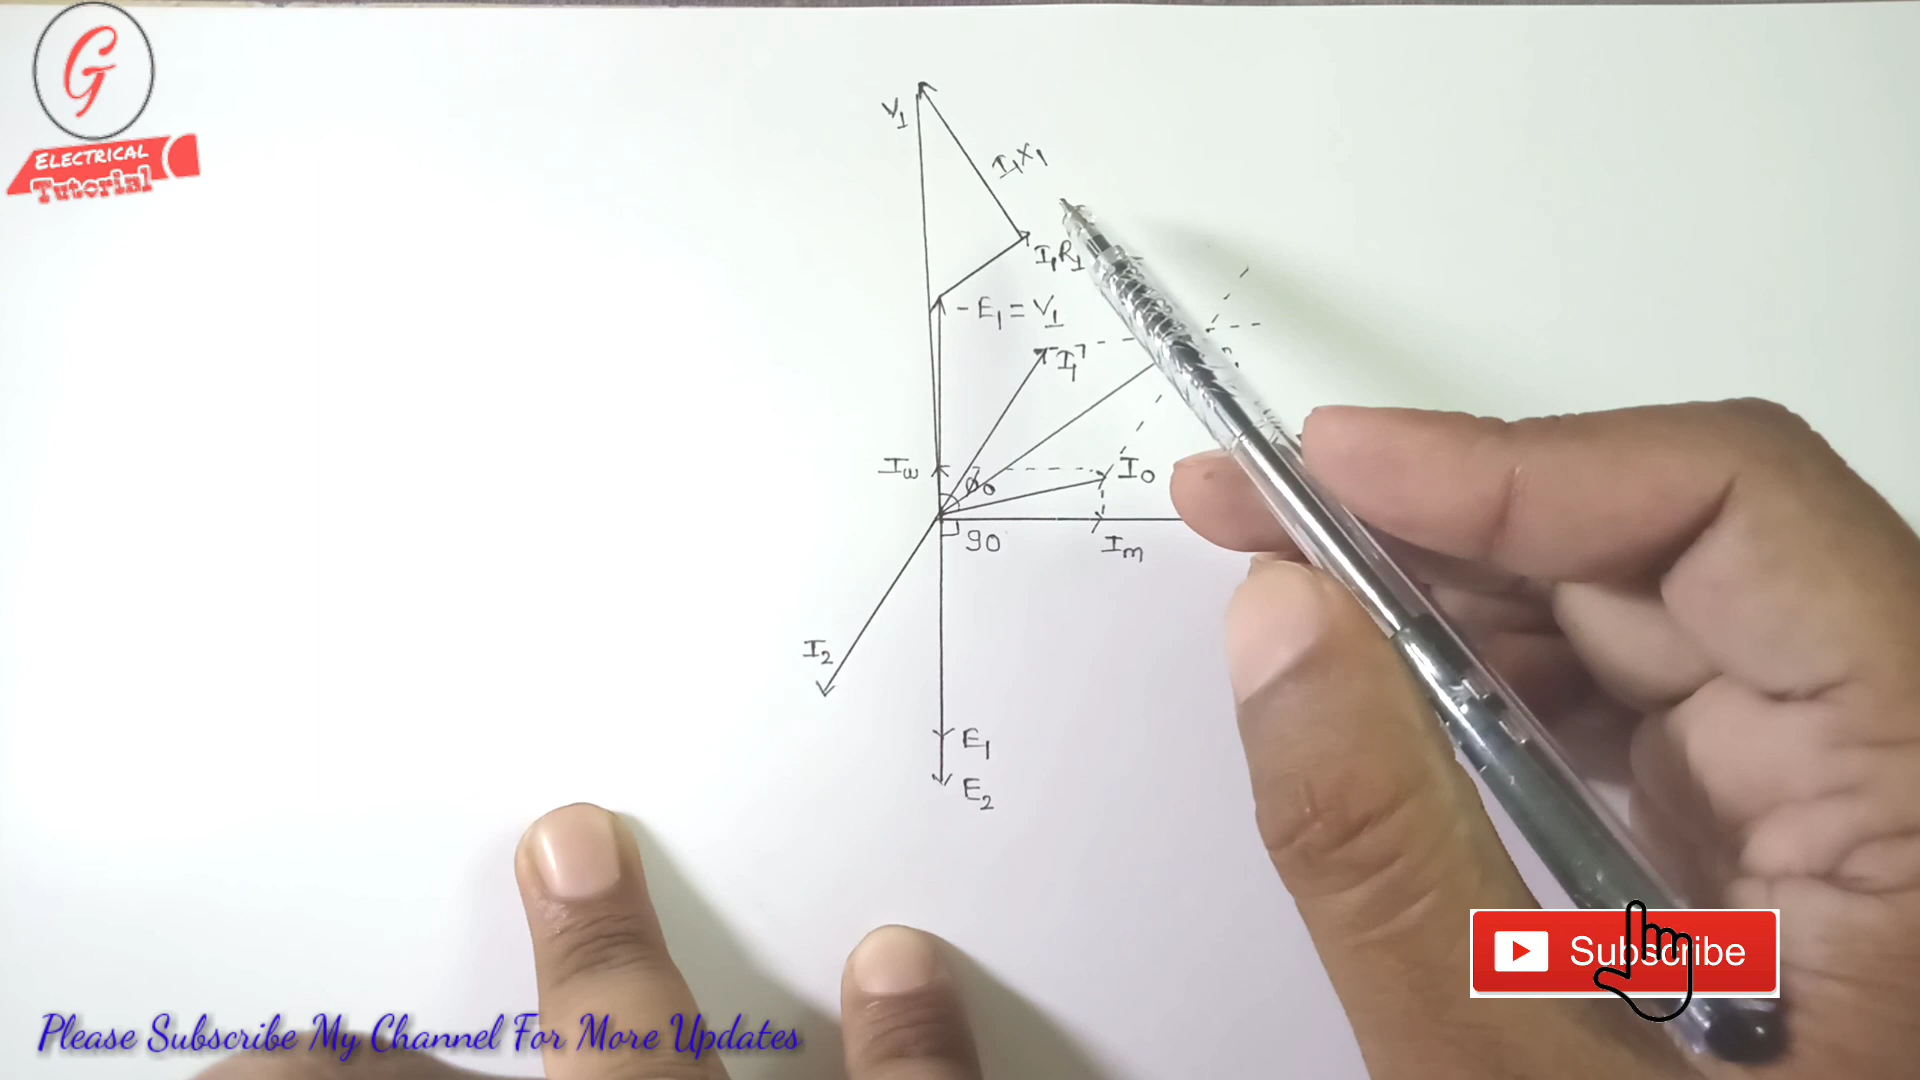 G
ELECTRICAL
Tutorial
V1
I1X1
I1R1
- E1 = V1
I1'
Iw
Φ0
I0
90
Im
I2
E1
E2
Subscribe
Please Subscribe My Channel For More Updates